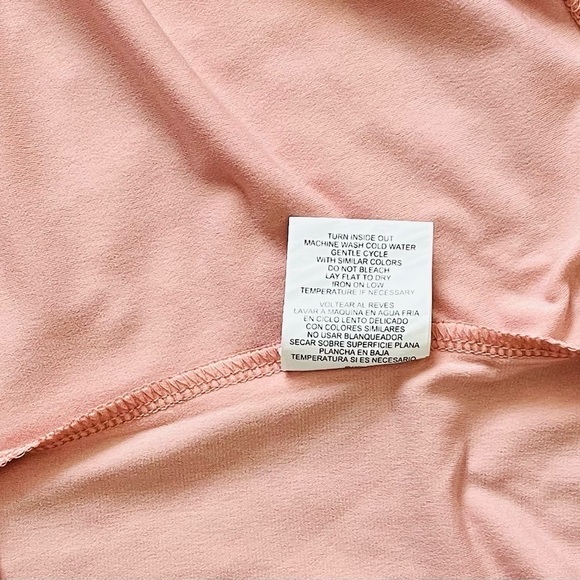 TURN INSIDE OUT
MACHINE WASH COLD WATER
GENTLE CYCLE
WITH SIMILAR COLORS
DO NOT BLEACH
LAY FLAT TO DRY
IRON ON LOW
TEMPERATURE IF NECESSARY
VOLTEAR AL REVES
LAVAR A MAQUINA EN AGUA FRIA
EN CICLO LENTO DELICADO
CON COLORES SIMILARES
NO USAR BLANQUEADOR
SECAR SOBRE SUPERFICIE PLANA
PLANCHA EN BAJA
TEMPERATURA SI ES NECESARIO